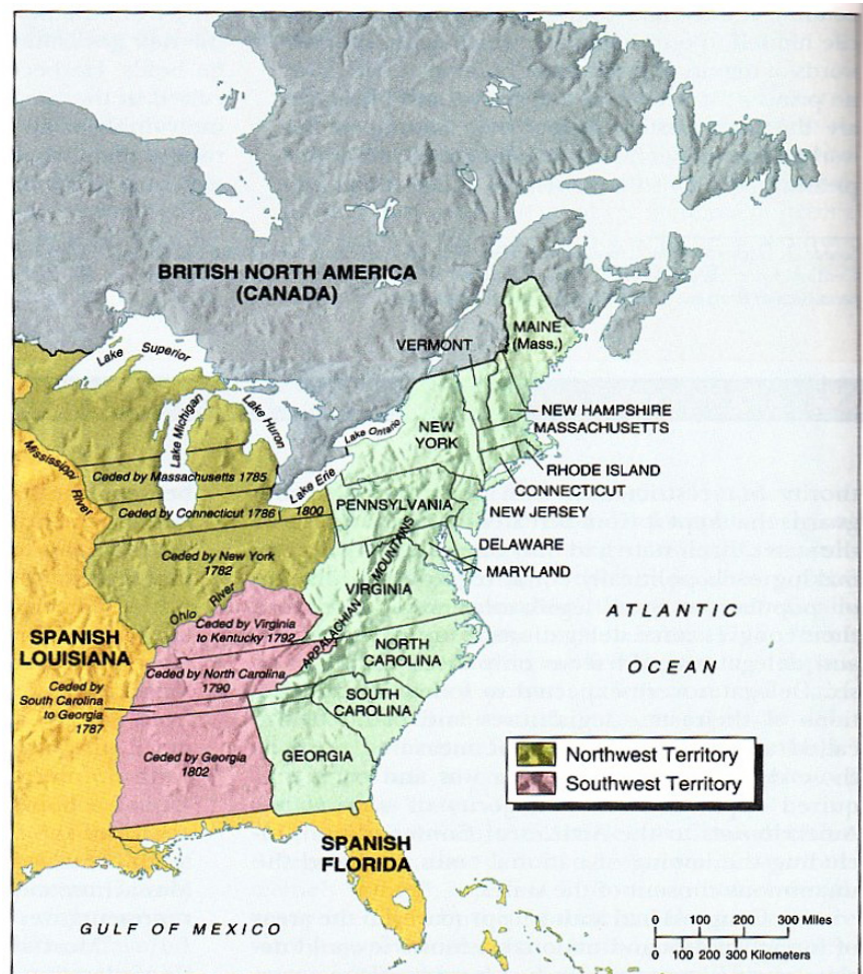 BRITISH NORTH AMERICA
(CANADA)
MAINE
(Mass.)
VERMONT
Lake Superior
Lake Michigan
Lake Huron
Lake Ontario
Lake Erie
NEW
YORK
NEW HAMPSHIRE
MASSACHUSETTS
RHODE ISLAND
CONNECTICUT
NEW JERSEY
DELAWARE
MARYLAND
PENNSYLVANIA
Mississippi
River
Ceded by Massachusetts 1785
Ceded by Connecticut 1786
1800
Ceded by New York
1782
Ohio River
APPALACHIAN MOUNTAINS
VIRGINIA
Ceded by Virginia
to Kentucky 1792
NORTH
CAROLINA
SPANISH
LOUISIANA
Ceded by North Carolina
1790
Ceded by
South Carolina
to Georgia
1787
SOUTH
CAROLINA
Ceded by Georgia
1802
GEORGIA
ATLANTIC
OCEAN
Northwest Territory
Southwest Territory
SPANISH
FLORIDA
GULF OF MEXICO
100 200 300 Miles
0 100 200 300 Kilometers